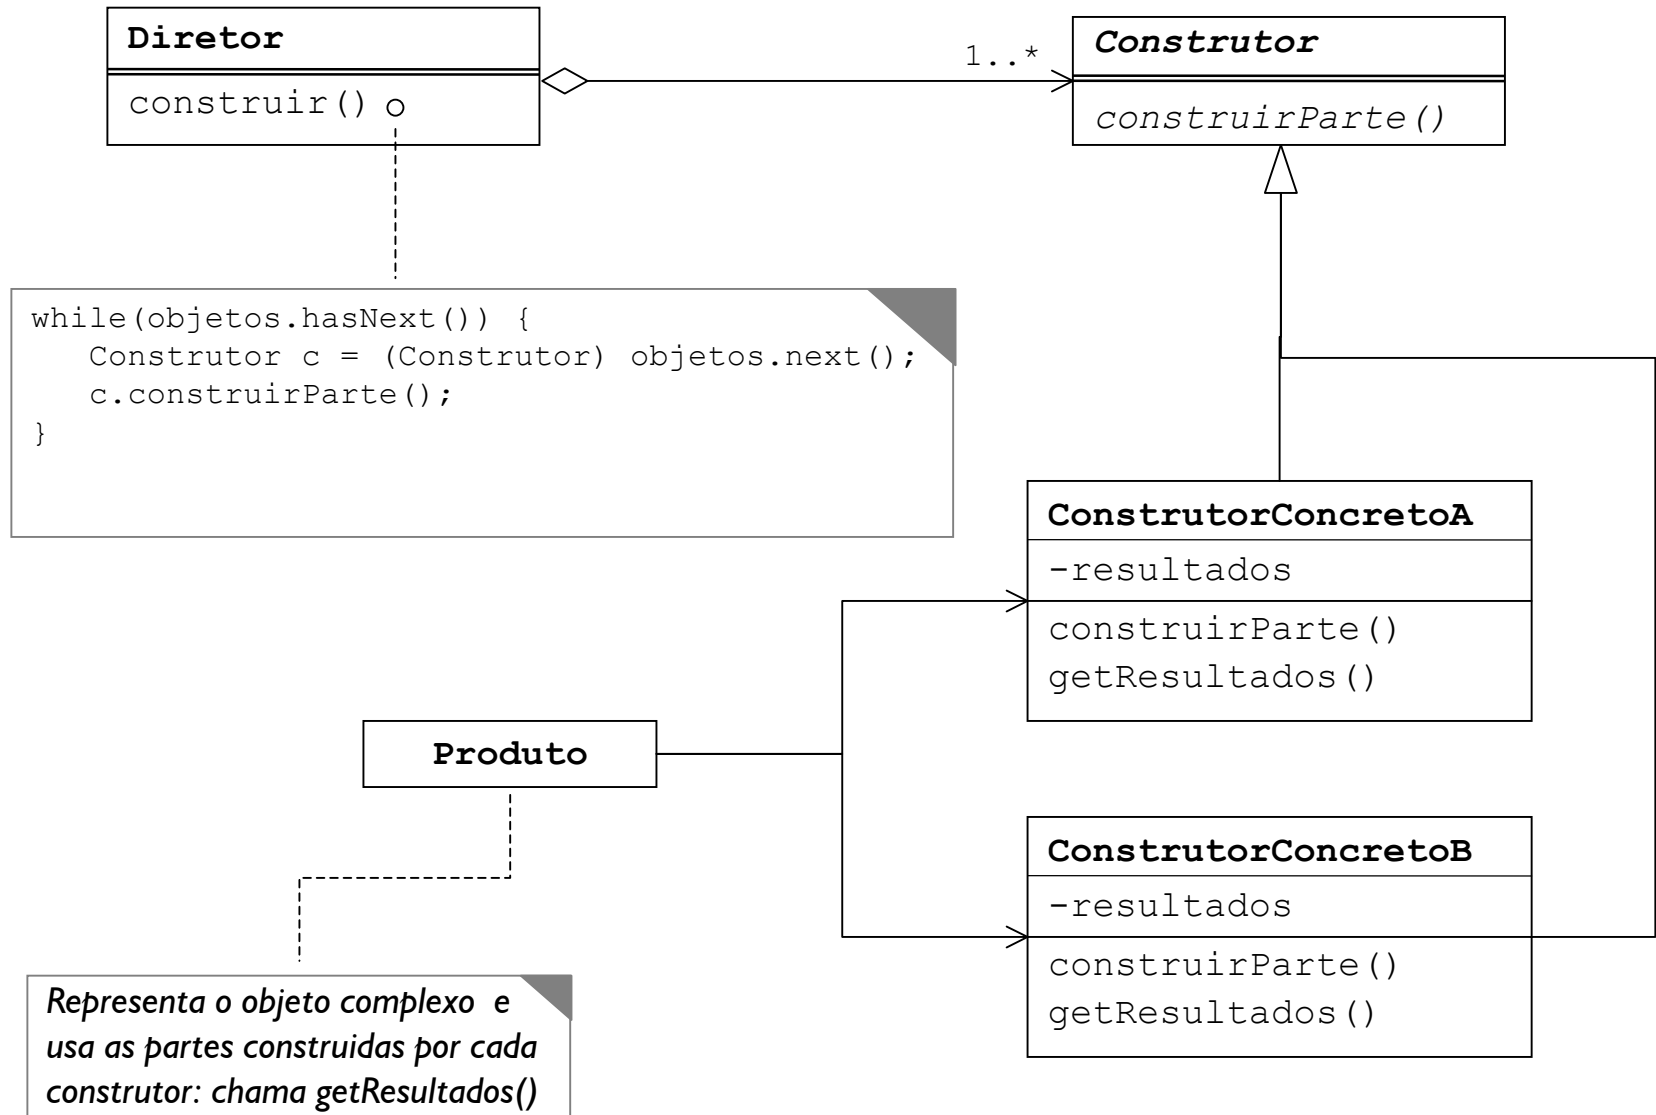 Diretor
construir()
1..*
Construtor
construirParte()
while(objetos.hasNext()) {
   Construtor c = (Construtor) objetos.next();
   c.construirParte();
}
ConstrutorConcretoA
-resultados
construirParte()
getResultados()
Produto
ConstrutorConcretoB
-resultados
construirParte()
getResultados()
Representa o objeto complexo e
usa as partes construidas por cada
construtor: chama getResultados()